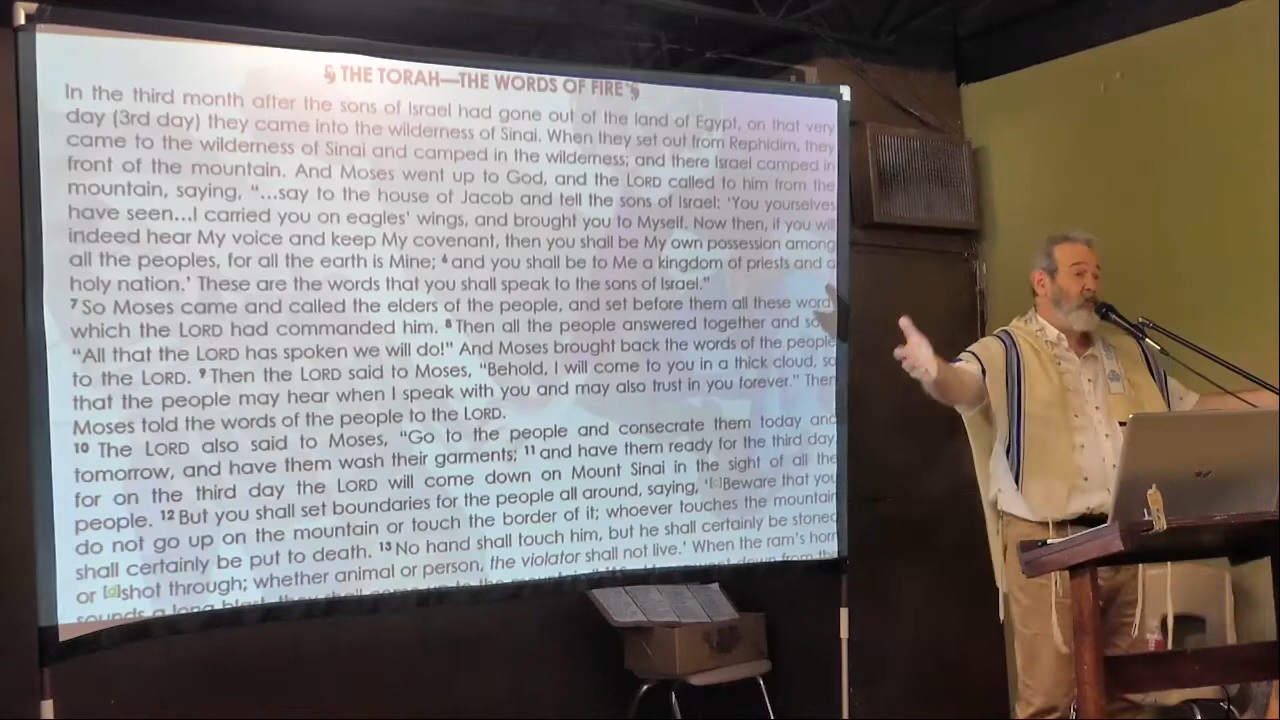 THE TORAH—THE WORDS OF FIRE
In the third month after the sons of Israel had gone out of the land of Egypt, on that very
day (3rd day) they came into the wilderness of Sinai. When they set out from Rephidim, they
came to the wilderness of Sinai and camped in the wilderness; and there Israel camped in
front of the mountain. And Moses went up to God, and the LORD called to him from the
mountain, saying, “...say to the house of Jacob and tell the sons of Israel: ‘You yourselves
have seen...I carried you on eagles’ wings, and brought you to Myself. Now then, if you will
indeed hear My voice and keep My covenant, then you shall be My own possession among
all the peoples, for all the earth is Mine; 6 and you shall be to Me a kingdom of priests and a
holy nation.’ These are the words that you shall speak to the sons of Israel.”
7 So Moses came and called the elders of the people, and set before them all these word
which the LORD had commanded him. 8 Then all the people answered together and
“All that the LORD has spoken we will do!” And Moses brought back the words of the people
to the LORD. 9 Then the LORD said to Moses, “Behold, I will come to you in a thick cloud, so
that the people may hear when I speak with you and may also trust in you forever.” Then
Moses told the words of the people to the LORD.
10 The LORD also said to Moses, “Go to the people and consecrate them today and
tomorrow, and have them wash their garments; 11 and have them ready for the third day,
for on the third day the LORD will come down on Mount Sinai in the sight of all the
people. 12 But you shall set boundaries for the people all around, saying, ‘[c]Beware that you
do not go up on the mountain or touch the border of it; whoever touches the mountain
shall certainly be put to death. 13 No hand shall touch him, but he shall certainly be stoned
or [d]shot through; whether animal or person, the violator shall not live.’ When the ram’s horn
sounds a long blast, they shall come up to the mountain.” down from the